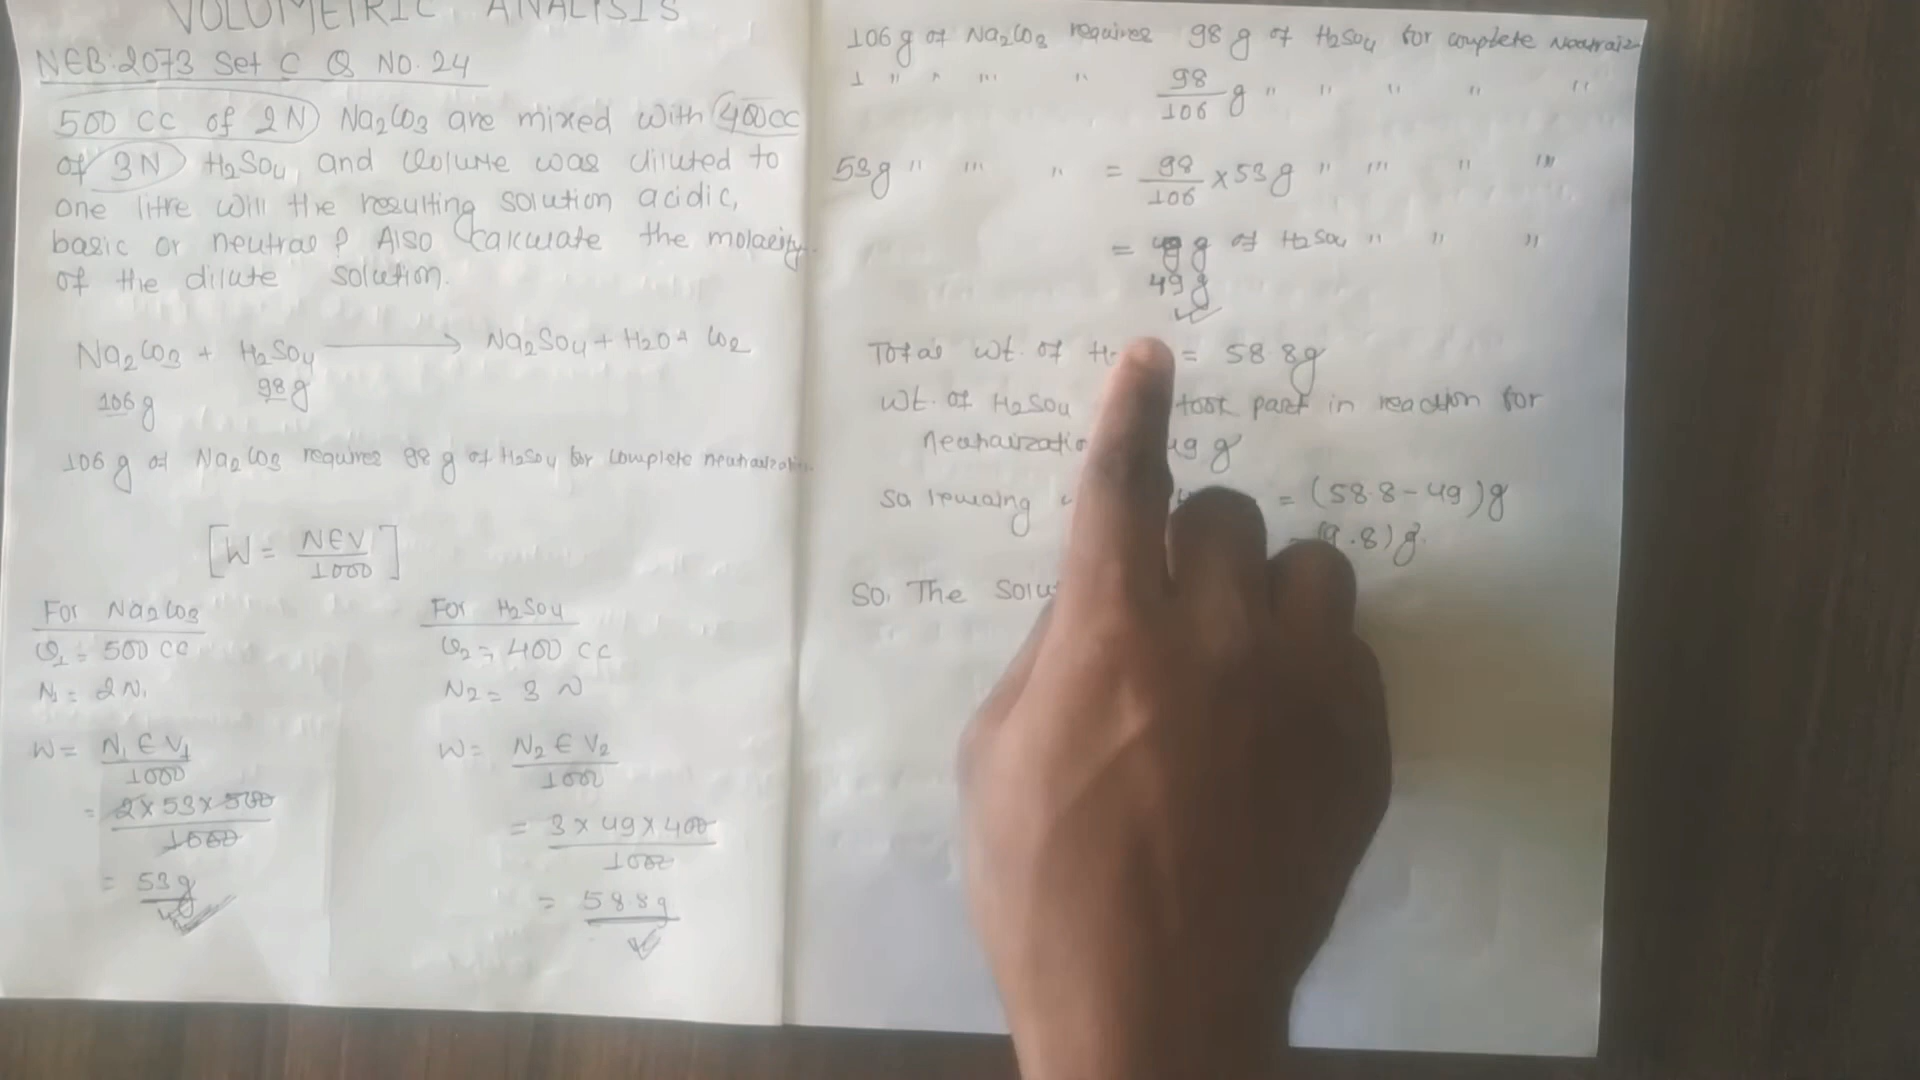 VOLUMETRIC ANALYSIS
NEB:2073 Set C Q NO. 24
500 CC of 2N Na2CO3 are mixed with 400CC
of 3N H2SO4 and volume was diluted to
one litre will the resulting solution acidic,
basic or neutral ? Also calculate the molarity
of the dilute solution.
Na2CO3 + H2SO4 → Na2SO4 + H2O + CO2
106 g 98 g
106 g of Na2CO3 requires 98 g of H2SO4 for complete neutralization.
[W = NEV/1000]
For Na2CO3
V1 = 500 CC
N1 = 2N.
W = N1 E V1/1000
= 2 x 53 x 500/1000
= 53g
For H2SO4
V2 = 400 CC
N2 = 3 N
W = N2 E V2/1000
= 3 x 49 x 400/1000
= 58.8g
106 g of Na2CO3 requires 98 g of H2SO4 for complete
1 " " " " 98/106 g " " " " "
53g " " " = 98/106 x 53 g " " " "
= g of H2SO4 " " "
49 g
Total wt. of = 58.8g
wt. of H2SO4 took part in reaction for
49 g
So = (58.8 - 49)g
(9.8) g.
So, The